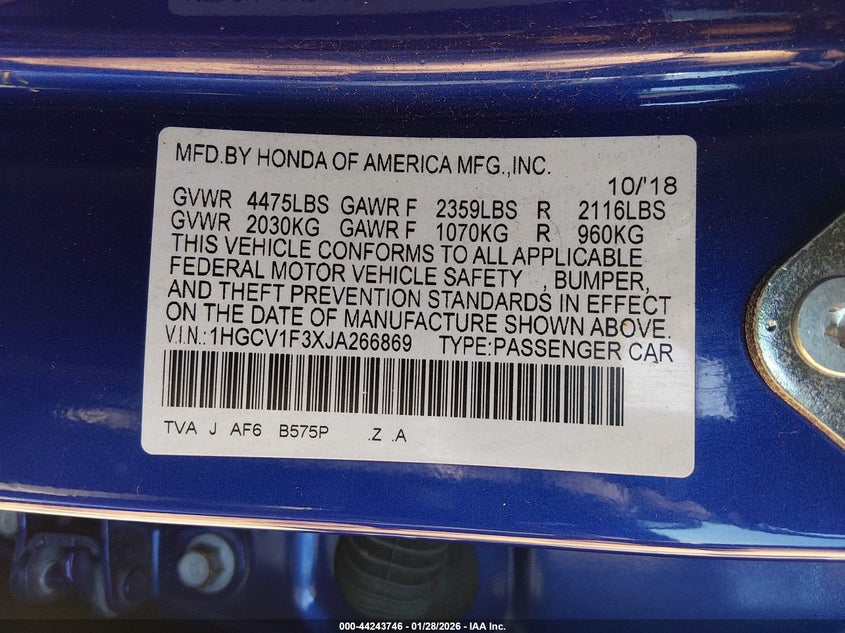 MFD.BY HONDA OF AMERICA MFG.,INC.
10/'18
GVWR 4475LBS GAWR F 2359LBS R 2116LBS
GVWR 2030KG GAWR F 1070KG R 960KG
THIS VEHICLE CONFORMS TO ALL APPLICABLE
FEDERAL MOTOR VEHICLE SAFETY , BUMPER,
AND THEFT PREVENTION STANDARDS IN EFFECT
ON THE DATE OF MANUFACTURE SHOWN ABOVE.
V.I.N.:1HGCV1F3XJA266869 TYPE:PASSENGER CAR
TVA J AF6 B575P .Z .A
000-44243746 - 01/28/2026 - IAA Inc.